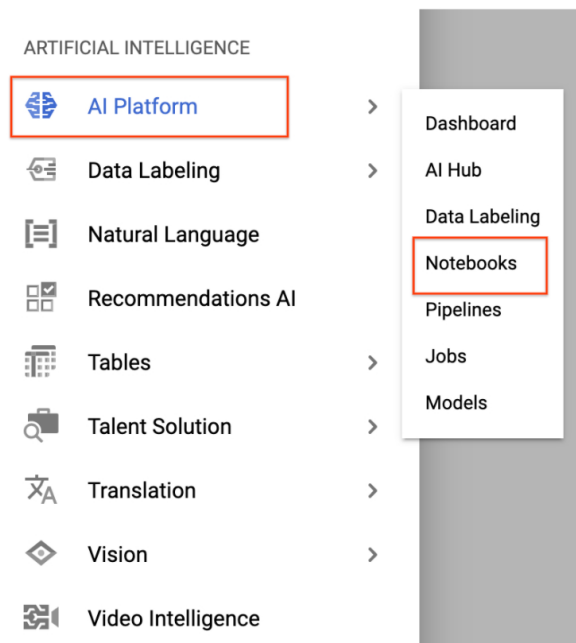 ARTIFICIAL INTELLIGENCE
AI Platform
Data Labeling
Natural Language
Recommendations AI
Tables
Talent Solution
Translation
Vision
Video Intelligence
Dashboard
AI Hub
Data Labeling
Notebooks
Pipelines
Jobs
Models